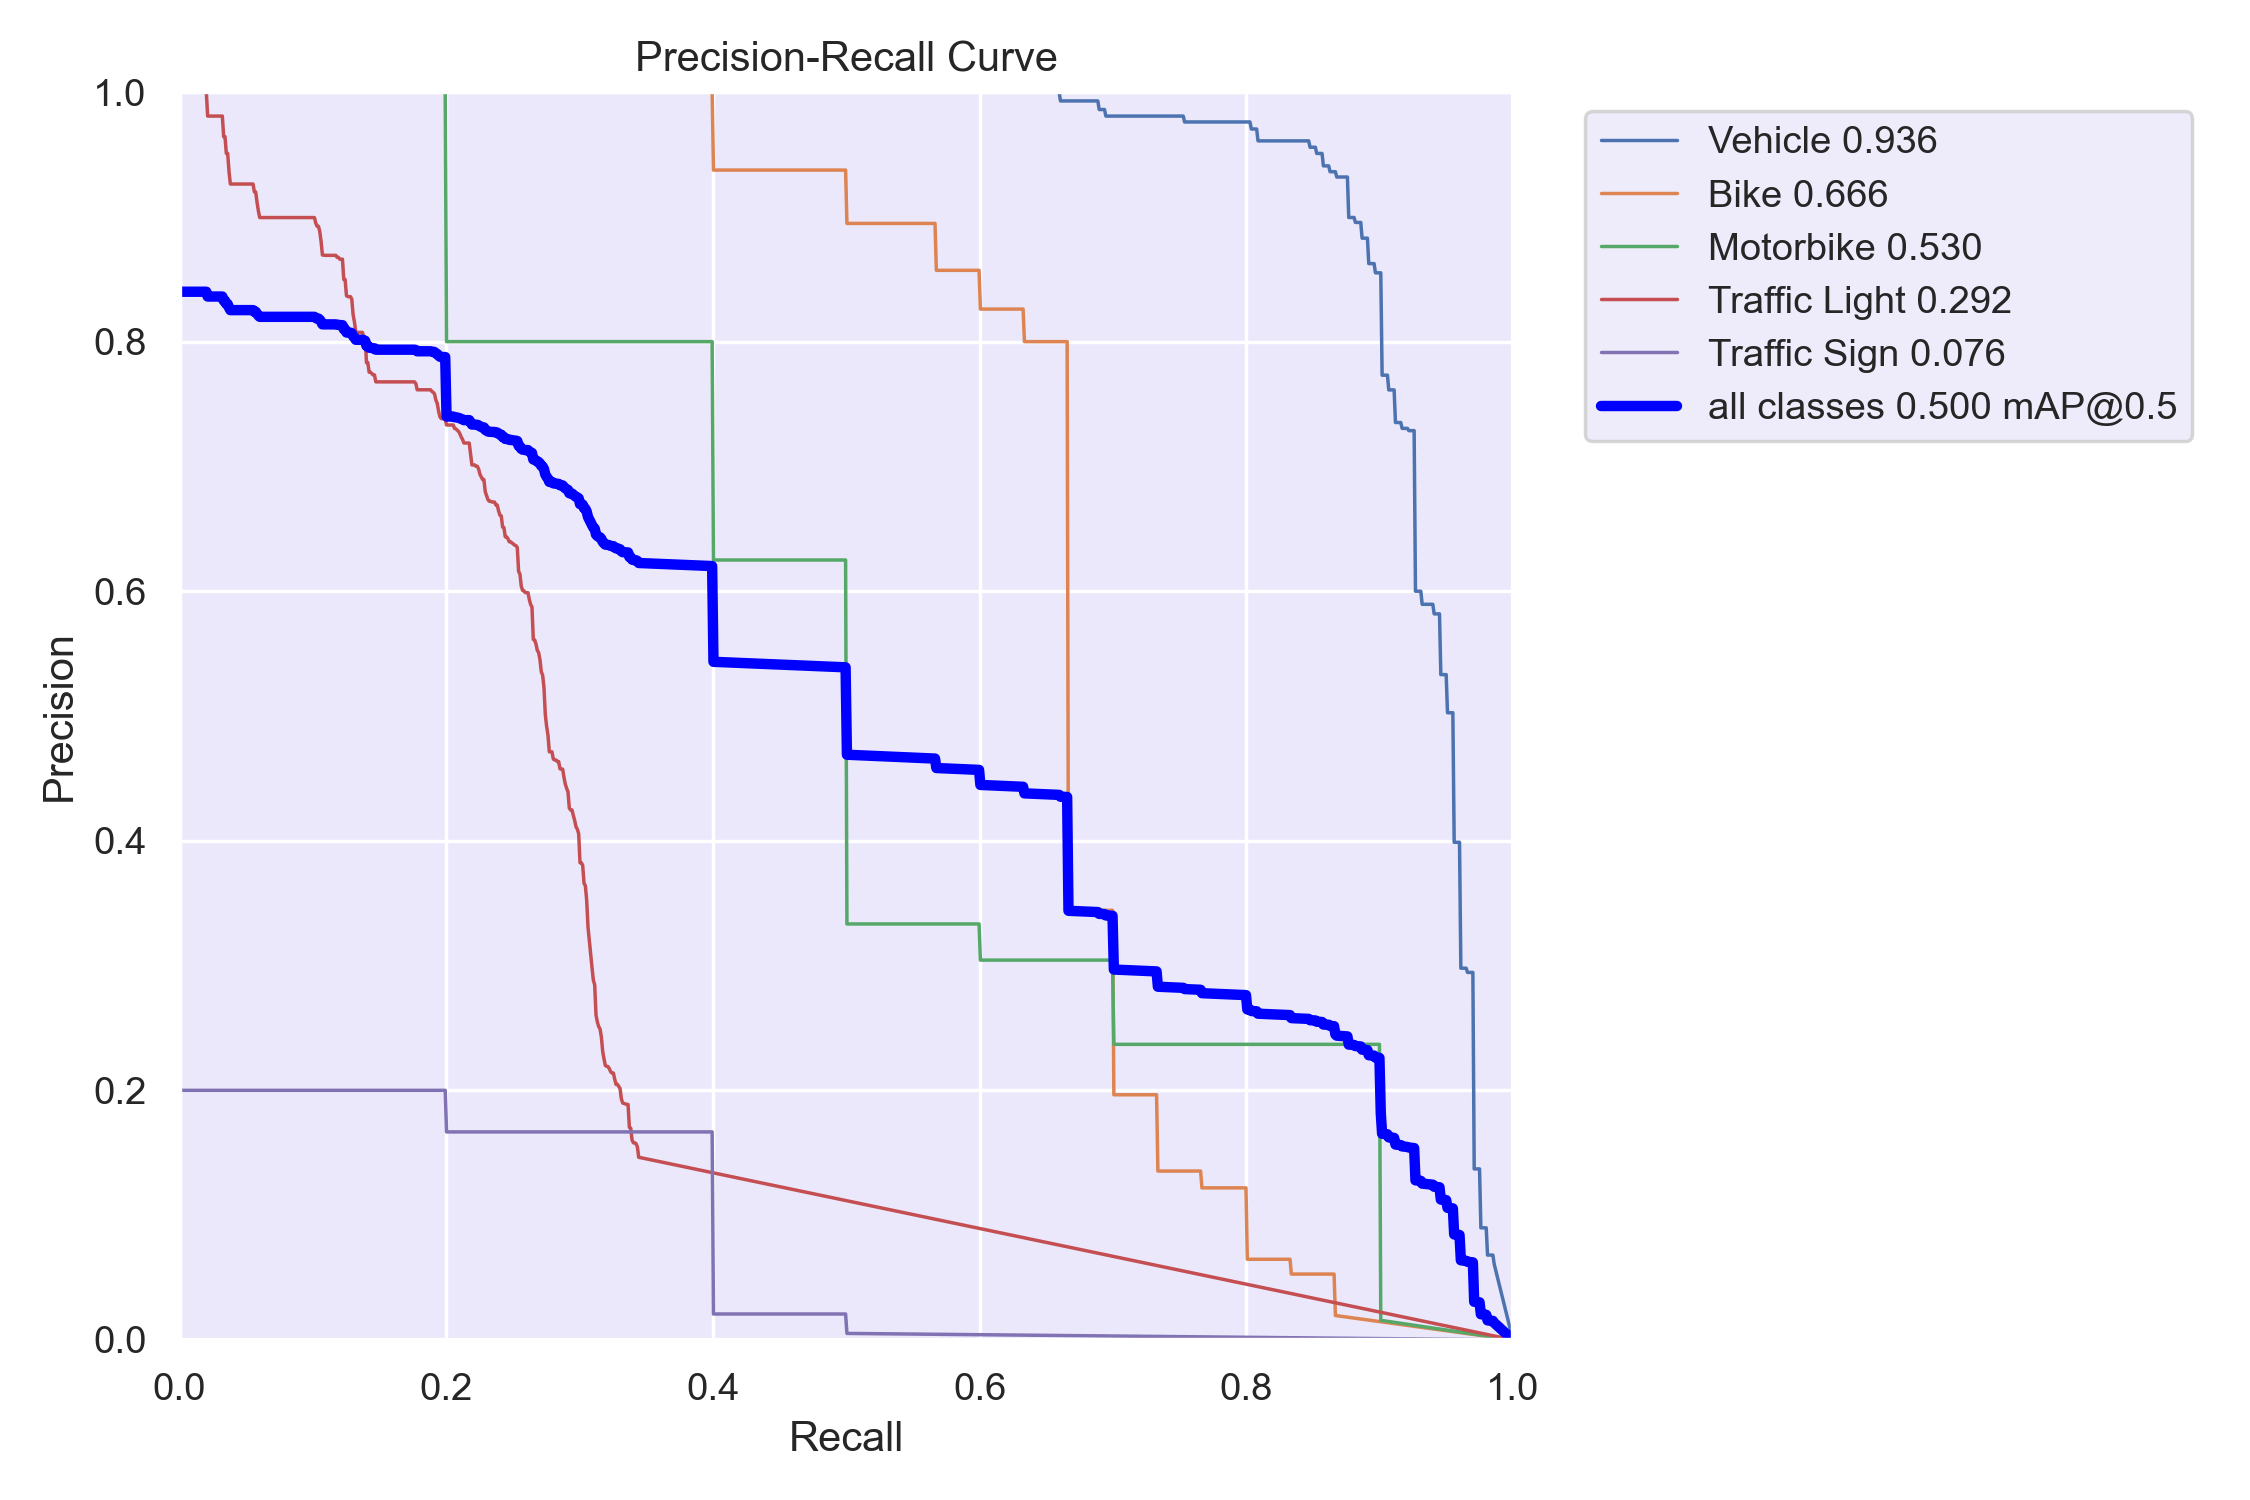 Precision-Recall Curve
1.0
0.8
0.6
0.4
0.2
0.0
Precision
0.0 0.2 0.4 0.6 0.8 1.0
Recall
Vehicle 0.936
Bike 0.666
Motorbike 0.530
Traffic Light 0.292
Traffic Sign 0.076
all classes 0.500 mAP@0.5